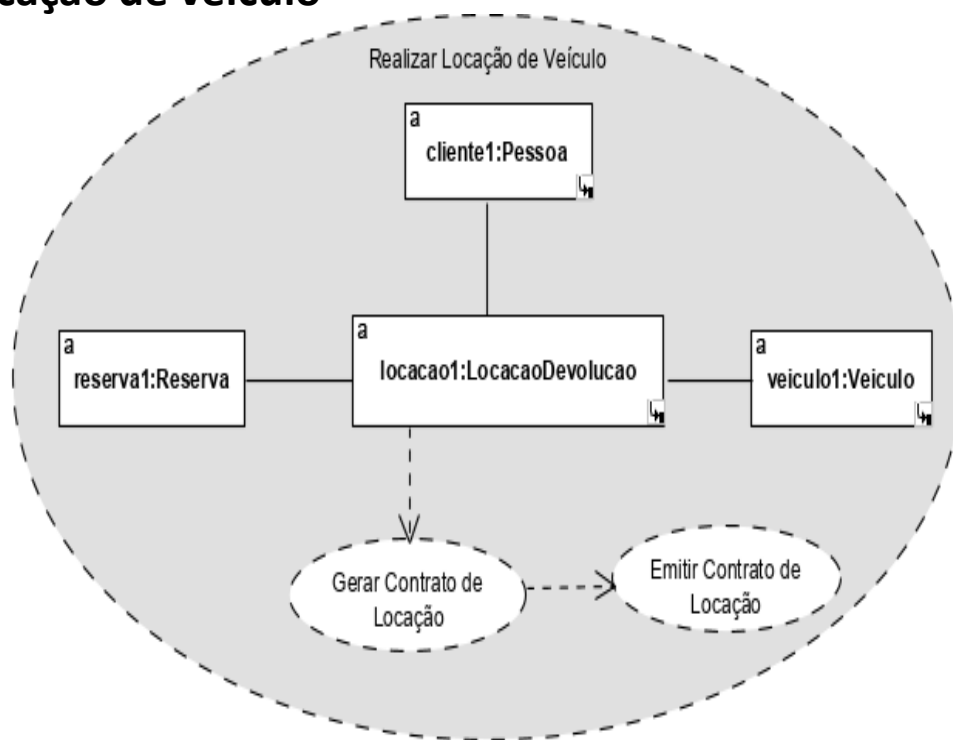 cação de veículo
Realizar Locação de Veículo
a
cliente1:Pessoa
a
reserva1:Reserva
a
locacao1:LocacaoDevolucao
a
veiculo1:Veiculo
Gerar Contrato de
Locação
Emitir Contrato de
Locação